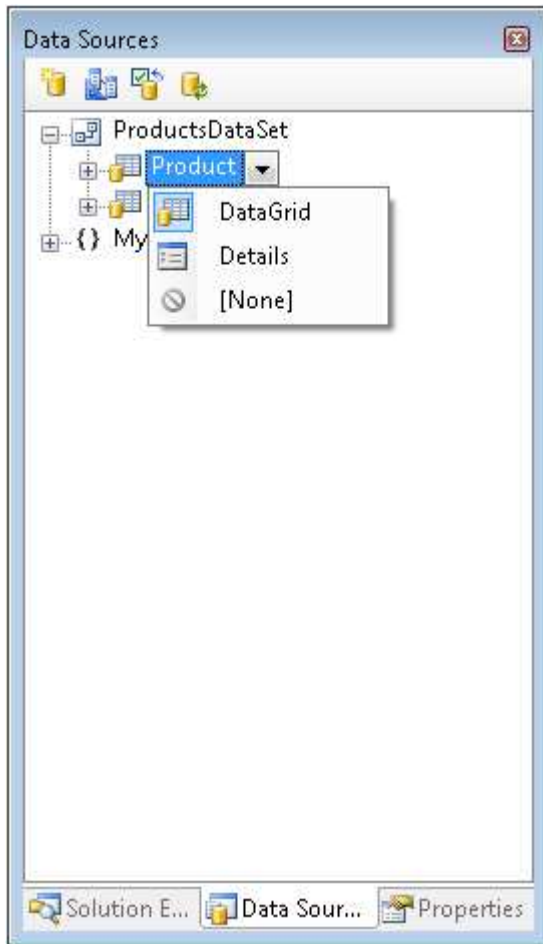 Data Sources
ProductsDataSet
Product
DataGrid
{} My
Details
[None]
Solution E... Data Sour... Properties